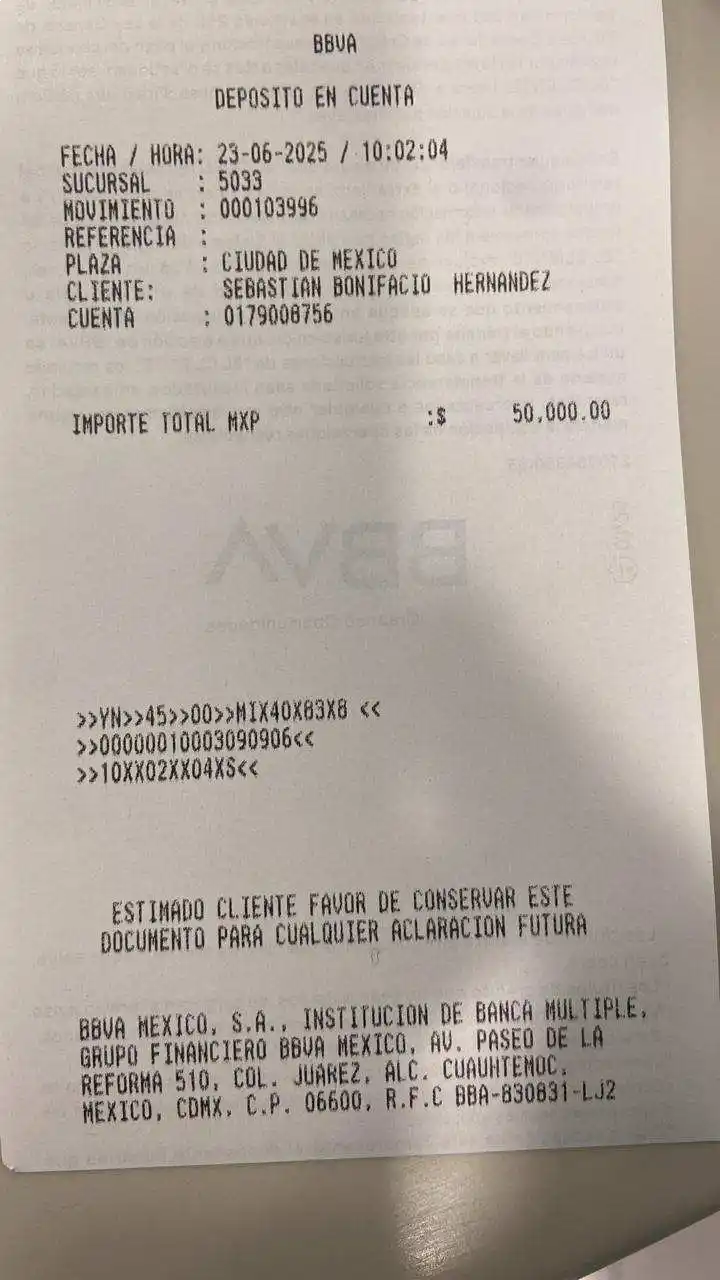 BBVA
DEPOSITO EN CUENTA
FECHA / HORA: 23-06-2025 / 10:02:04
SUCURSAL : 5033
MOVIMIENTO : 000103996
REFERENCIA :
PLAZA : CIUDAD DE MEXICO
CLIENTE: SEBASTIAN BONIFACIO HERNANDEZ
CUENTA : 0179008756
IMPORTE TOTAL MXP :$ 50,000.00
BBVA
Creando Oportunidades
>>YN>>45>>00>>MIX40X83X8 <<
>>00000010003090906<<
>>10XX02XX04XS<<
ESTIMADO CLIENTE FAVOR DE CONSERVAR ESTE
DOCUMENTO PARA CUALQUIER ACLARACION FUTURA
BBVA MEXICO, S.A., INSTITUCION DE BANCA MULTIPLE,
GRUPO FINANCIERO BBVA MEXICO, AV. PASEO DE LA
REFORMA 510, COL. JUAREZ, ALC. CUAUHTEMOC,
MEXICO, CDMX, C.P. 06600, R.F.C BBA-830831-LJ2